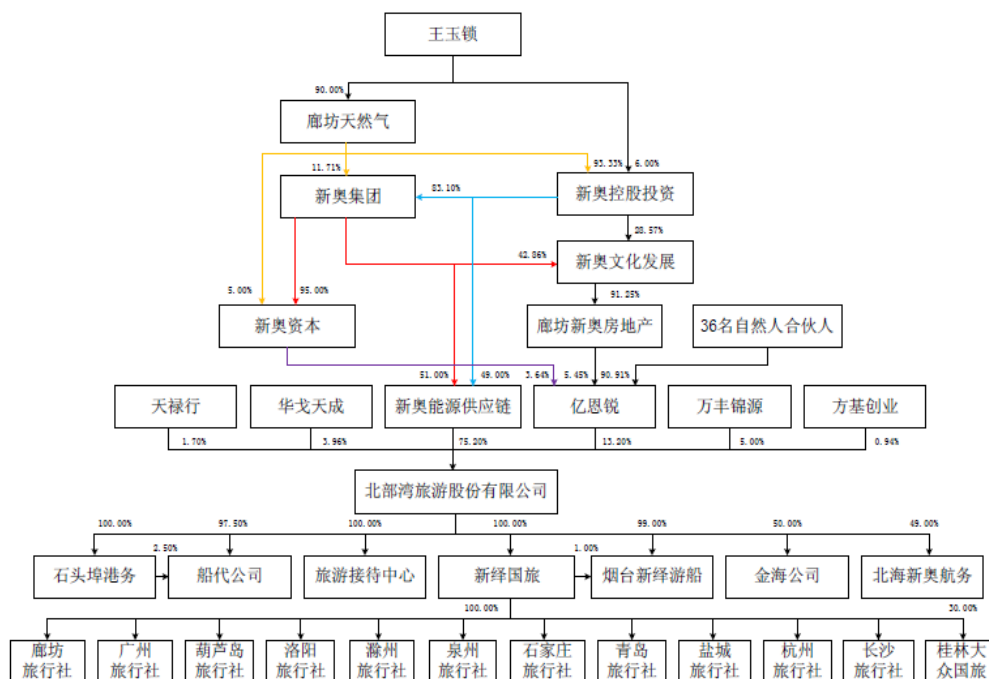 王玉锁
90.00%
廊坊天然气
11.71%
93.33%
6.00%
新奥集团
83.10%
新奥控股投资
28.57%
42.86%
新奥文化发展
5.00%
95.00%
91.25%
新奥资本
廊坊新奥房地产
36名自然人合伙人
51.00%
49.00%
3.64%
5.45%
90.91%
天禄行
华戈天成
新奥能源供应链
亿恩锐
万丰锦源
方基创业
1.70%
3.96%
75.20%
13.20%
5.00%
0.94%
北部湾旅游股份有限公司
100.00%
97.50%
100.00%
100.00%
99.00%
50.00%
49.00%
2.50%
1.00%
石头埠港务
船代公司
旅游接待中心
新绎国旅
烟台新绎游船
金海公司
北海新奥航务
100.00%
30.00%
廊坊
旅行社
广州
旅行社
葫芦岛
旅行社
洛阳
旅行社
滁州
旅行社
泉州
旅行社
石家庄
旅行社
青岛
旅行社
盐城
旅行社
杭州
旅行社
长沙
旅行社
桂林大
众国旅